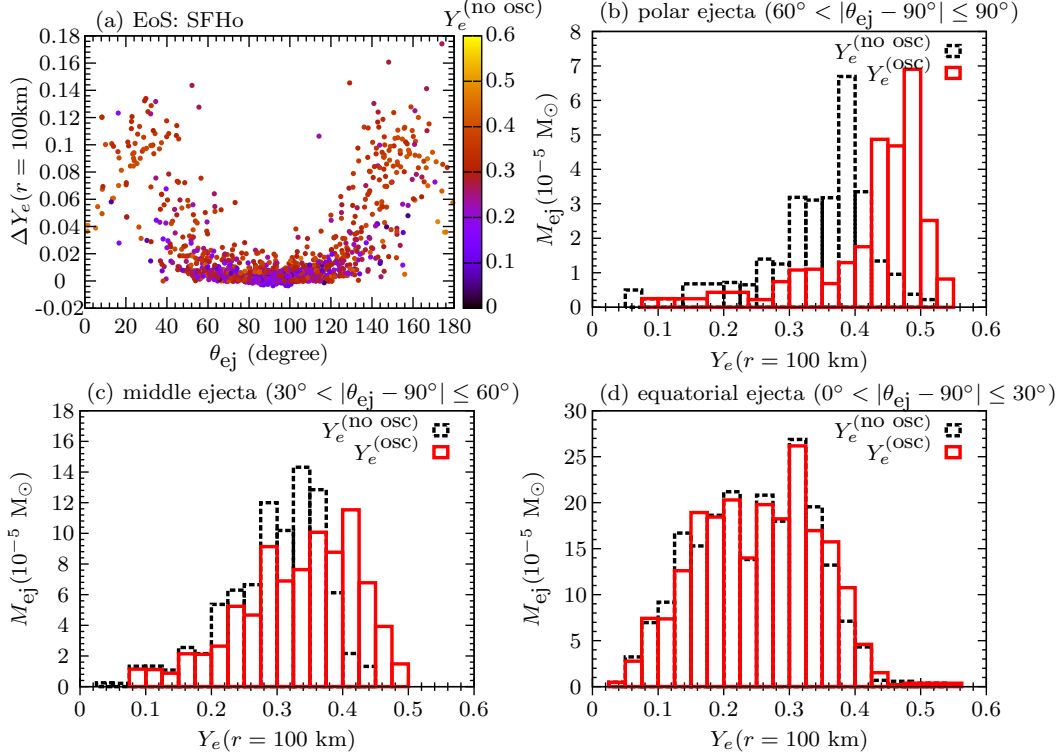 (a) EoS: SFHo
Y_e^(no osc)
0.18
0.16
0.14
0.12
0.1
0.08
0.06
0.04
0.02
0
-0.02
ΔY_e(r = 100km)
0 20 40 60 80 100 120 140 160 180
θ_ej (degree)
0.6
0.5
0.4
0.3
0.2
0.1
0
(b) polar ejecta (60° < |θ_ej − 90°| ≤ 90°)
Y_e^(no osc)
Y_e^(osc)
8
7
6
5
4
3
2
1
0
M_ej(10^−5 M_⊙)
0 0.1 0.2 0.3 0.4 0.5 0.6
Y_e(r = 100 km)
(c) middle ejecta (30° < |θ_ej − 90°| ≤ 60°)
Y_e^(no osc)
Y_e^(osc)
18
16
14
12
10
8
6
4
2
0
M_ej(10^−5 M_⊙)
0 0.1 0.2 0.3 0.4 0.5 0.6
Y_e(r = 100 km)
(d) equatorial ejecta (0° < |θ_ej − 90°| ≤ 30°)
Y_e^(no osc)
Y_e^(osc)
30
25
20
15
10
5
0
M_ej(10^−5 M_⊙)
0 0.1 0.2 0.3 0.4 0.5 0.6
Y_e(r = 100 km)